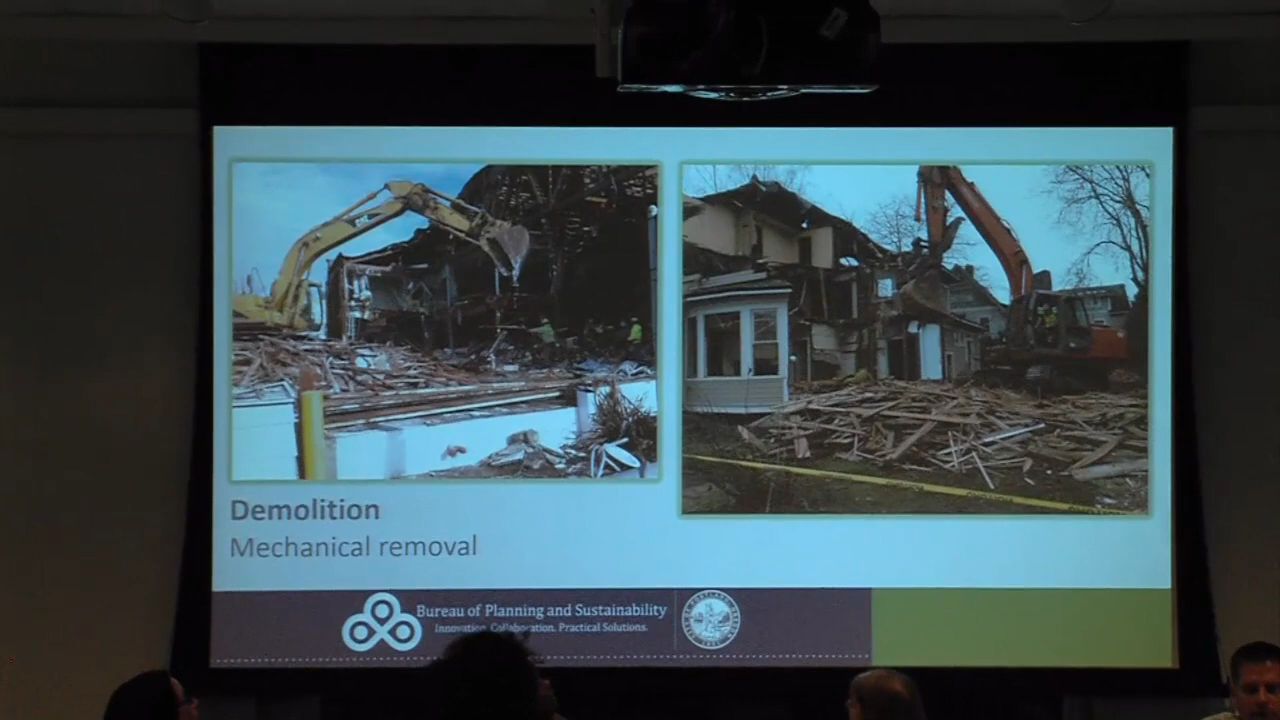 Demolition
Mechanical removal
Bureau of Planning and Sustainability
Innovation. Collaboration. Practical Solutions.